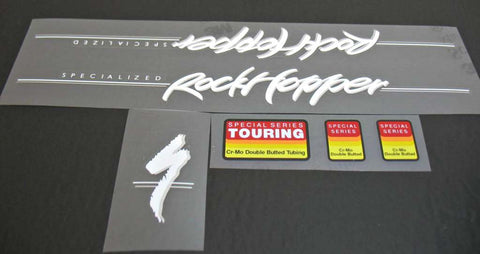 SPECIALIZED RockHopper
SPECIALIZED RockHopper
SPECIAL SERIES
TOURING
Cr-Mo Double Butted Tubing
SPECIAL
SERIES
Cr-Mo
Double Butted
SPECIAL
SERIES
Cr-Mo
Double Butted